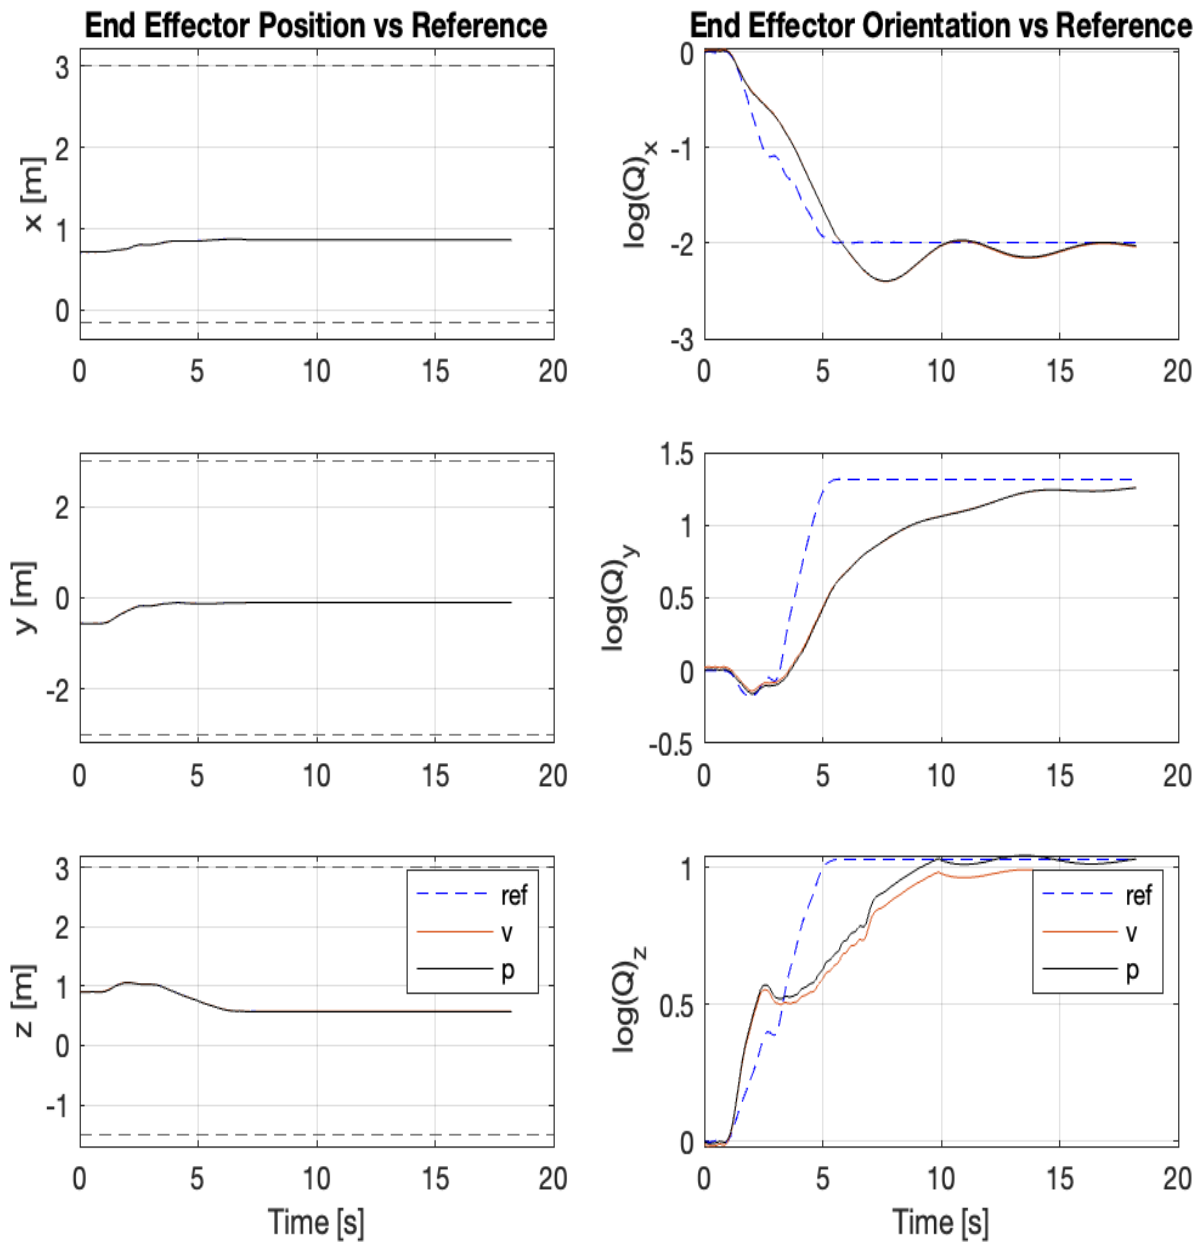 End Effector Position vs Reference
3
2
1
0
x [m]
0 5 10 15 20
End Effector Orientation vs Reference
0
-1
-2
-3
log(Q)x
0 5 10 15 20
2
0
-2
y [m]
0 5 10 15 20
1.5
1
0.5
0
-0.5
log(Q)y
0 5 10 15 20
3
2
1
0
-1
z [m]
ref
v
p
0 5 10 15 20
Time [s]
1
0.5
0
log(Q)z
ref
v
p
0 5 10 15 20
Time [s]